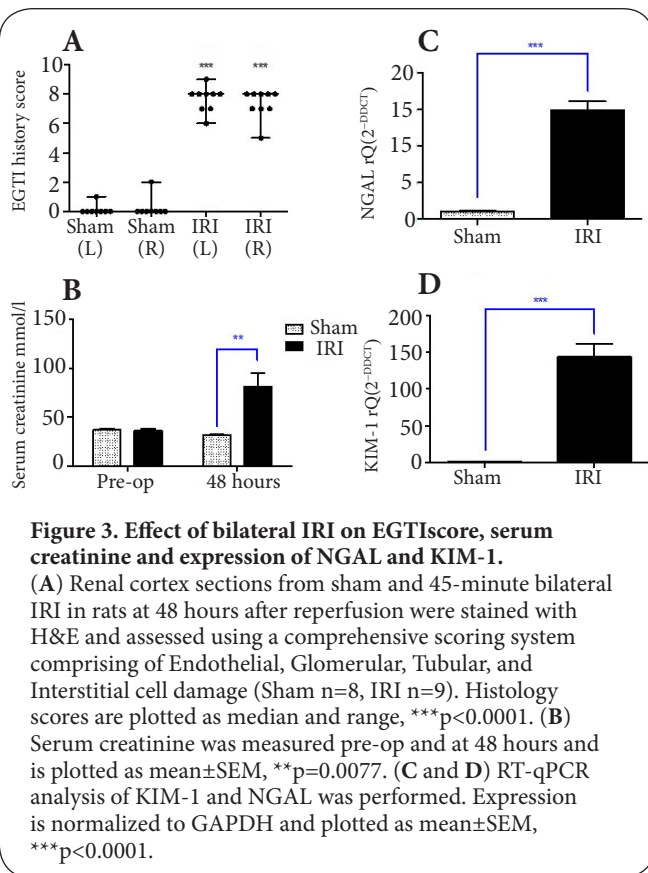 A
EGTI history score
10
8
6
4
2
0
***
***
Sham
(L)
Sham
(R)
IRI
(L)
IRI
(R)
B
Serum creatinine mmol/l
150
100
50
0
**
Sham
IRI
Pre-op
48 hours
C
NGAL rQ(2⁻ᴰᴰᶜᵀ)
20
15
5
0
***
Sham
IRI
D
KIM-1 rQ(2⁻ᴰᴰᶜᵀ)
200
150
100
50
0
***
Sham
IRI
Figure 3. Effect of bilateral IRI on EGTIscore, serum
creatinine and expression of NGAL and KIM-1.
(A) Renal cortex sections from sham and 45-minute bilateral
IRI in rats at 48 hours after reperfusion were stained with
H&E and assessed using a comprehensive scoring system
comprising of Endothelial, Glomerular, Tubular, and
Interstitial cell damage (Sham n=8, IRI n=9). Histology
scores are plotted as median and range, ***p<0.0001. (B)
Serum creatinine was measured pre-op and at 48 hours and
is plotted as mean±SEM, **p=0.0077. (C and D) RT-qPCR
analysis of KIM-1 and NGAL was performed. Expression
is normalized to GAPDH and plotted as mean±SEM,
***p<0.0001.